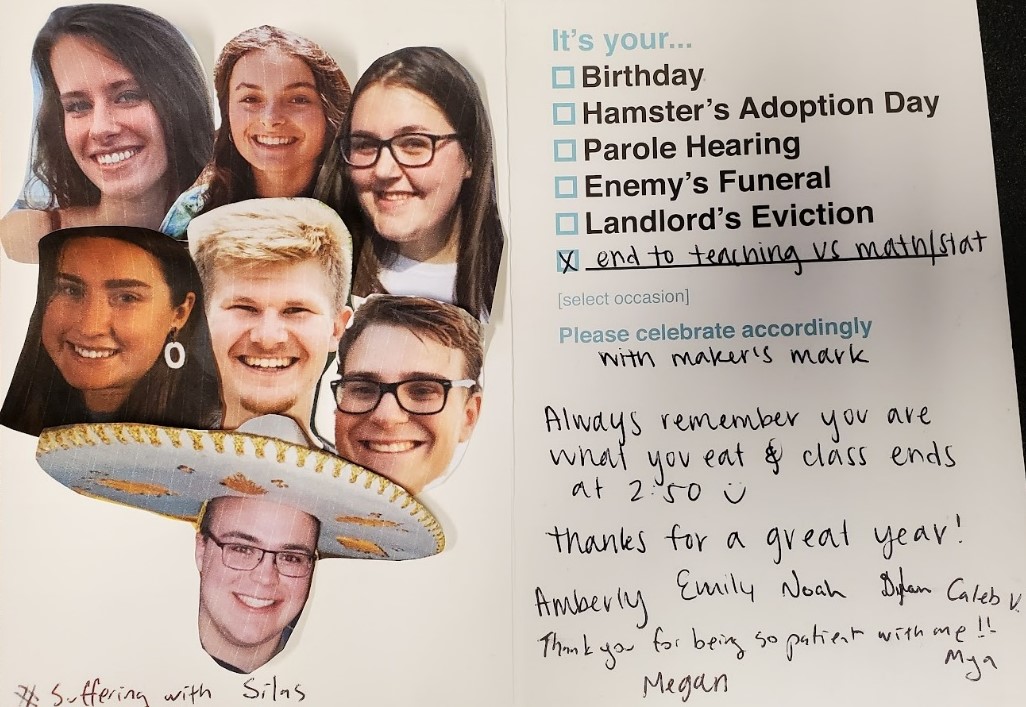 It's your...
Birthday
Hamster's Adoption Day
Parole Hearing
Enemy's Funeral
Landlord's Eviction
X end to teaching us math/stat
[select occasion]
Please celebrate accordingly
with maker's mark
Always remember you are
what you eat & class ends
at 2:50
thanks for a great year!
Amberly Emily Noah Dylan Caleb V.
Thank you for being so patient with me!!
Mya
Megan
# Suffering with Silas